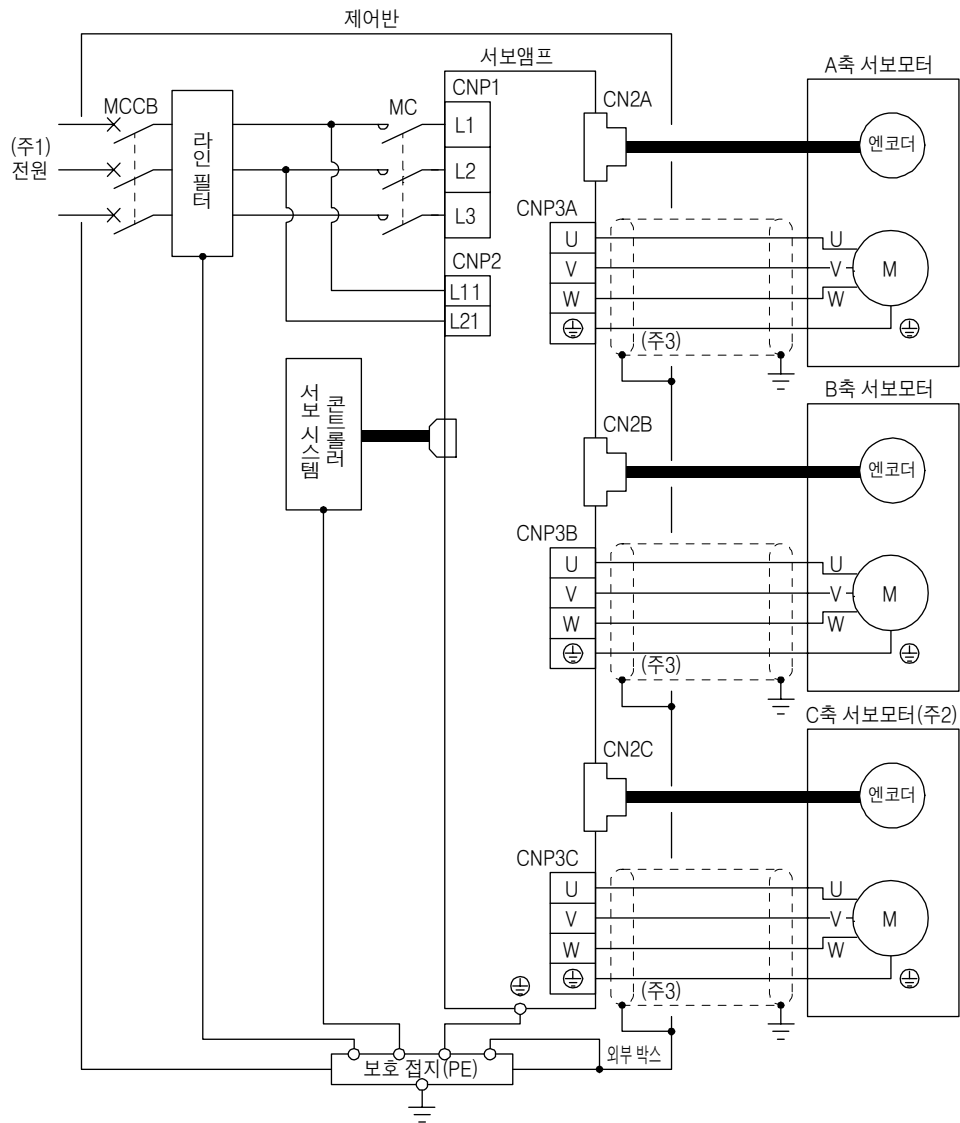 제어반
서보앰프
A축 서보모터
MCCB
CNP1
MC
CN2A
(주1)
전원
라인 필터
L1
L2
L3
엔코더
CNP3A
U
V
W
U
V
W
M
(주3)
CNP2
L11
L21
B축 서보모터
서보 시스템
콘트롤러
CN2B
엔코더
CNP3B
U
V
W
U
V
W
M
(주3)
C축 서보모터(주2)
CN2C
엔코더
CNP3C
U
V
W
U
V
W
M
(주3)
외부 박스
보호 접지(PE)